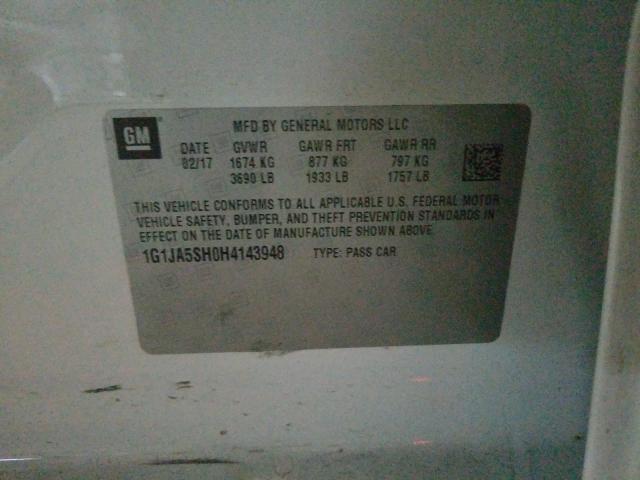 GM
MFD BY GENERAL MOTORS LLC
DATE GVWR GAWR FRT GAWR RR
02/17 1674 KG 877 KG 797 KG
3690 LB 1933 LB 1757 LB
THIS VEHICLE CONFORMS TO ALL APPLICABLE U.S. FEDERAL MOTOR
VEHICLE SAFETY, BUMPER, AND THEFT PREVENTION STANDARDS IN
EFFECT ON THE DATE OF MANUFACTURE SHOWN ABOVE.
1G1JA5SH0H4143948 TYPE: PASS CAR